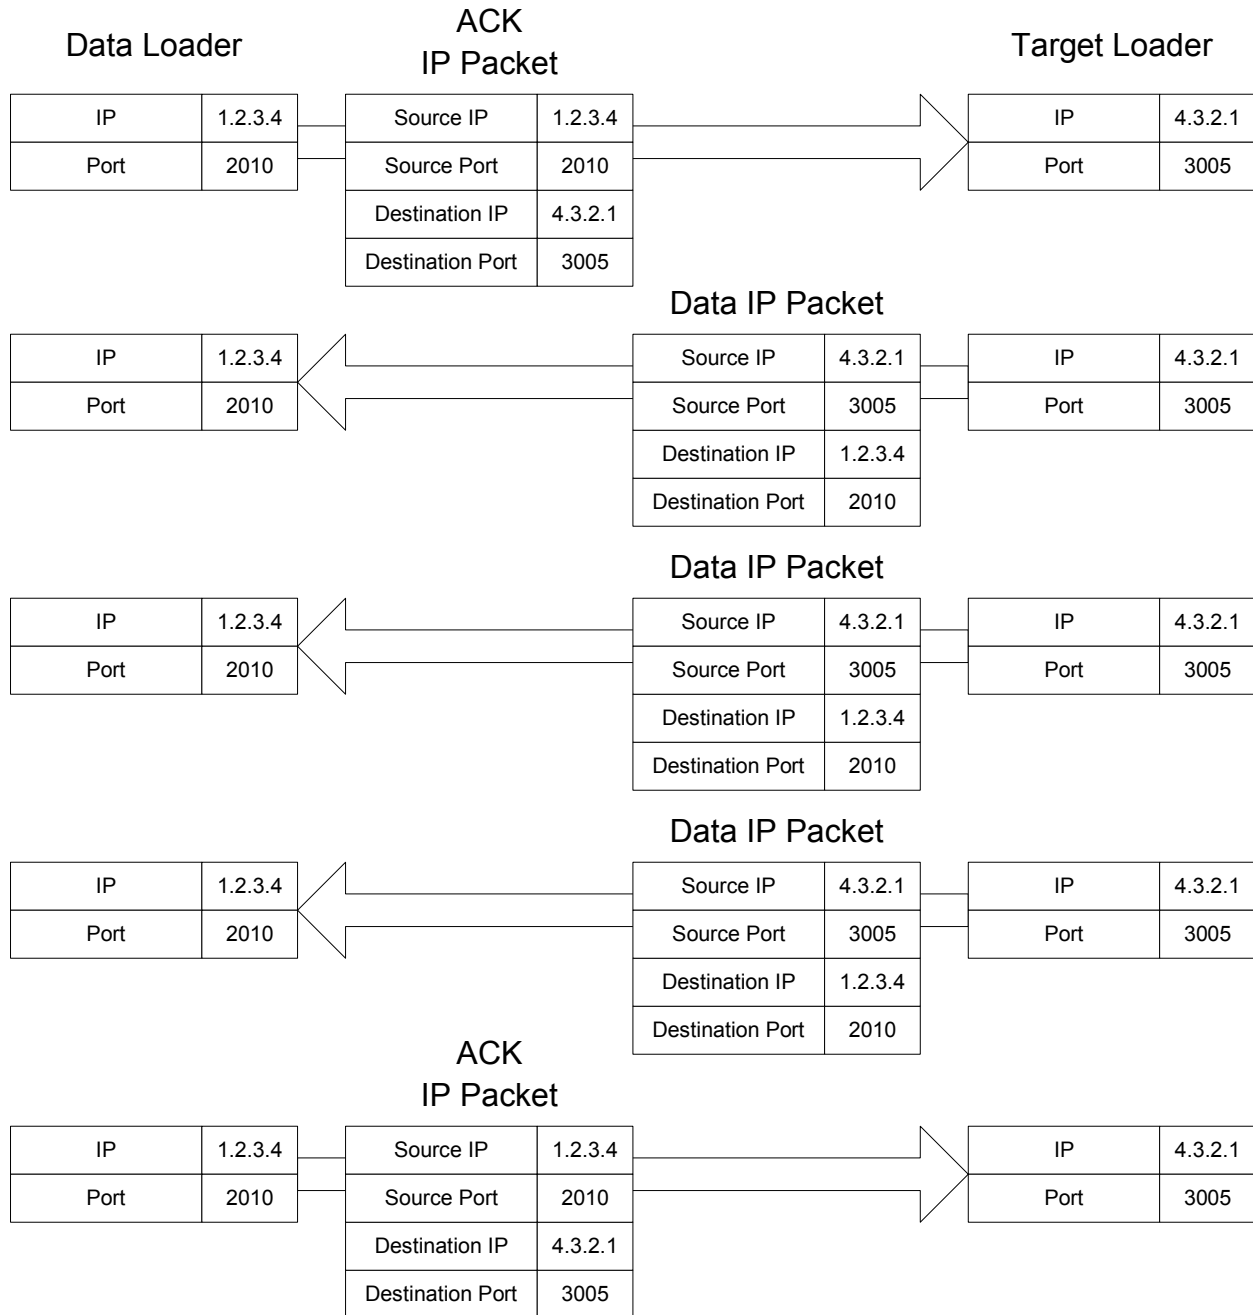 Data Loader
ACK
IP Packet
Target Loader
IP 1.2.3.4 Source IP 1.2.3.4 IP 4.3.2.1
Port 2010 Source Port 2010 Port 3005
Destination IP 4.3.2.1
Destination Port 3005
Data IP Packet
IP 1.2.3.4 Source IP 4.3.2.1 IP 4.3.2.1
Port 2010 Source Port 3005 Port 3005
Destination IP 1.2.3.4
Destination Port 2010
Data IP Packet
IP 1.2.3.4 Source IP 4.3.2.1 IP 4.3.2.1
Port 2010 Source Port 3005 Port 3005
Destination IP 1.2.3.4
Destination Port 2010
Data IP Packet
IP 1.2.3.4 Source IP 4.3.2.1 IP 4.3.2.1
Port 2010 Source Port 3005 Port 3005
Destination IP 1.2.3.4
Destination Port 2010
ACK
IP Packet
IP 1.2.3.4 Source IP 1.2.3.4 IP 4.3.2.1
Port 2010 Source Port 2010 Port 3005
Destination IP 4.3.2.1
Destination Port 3005